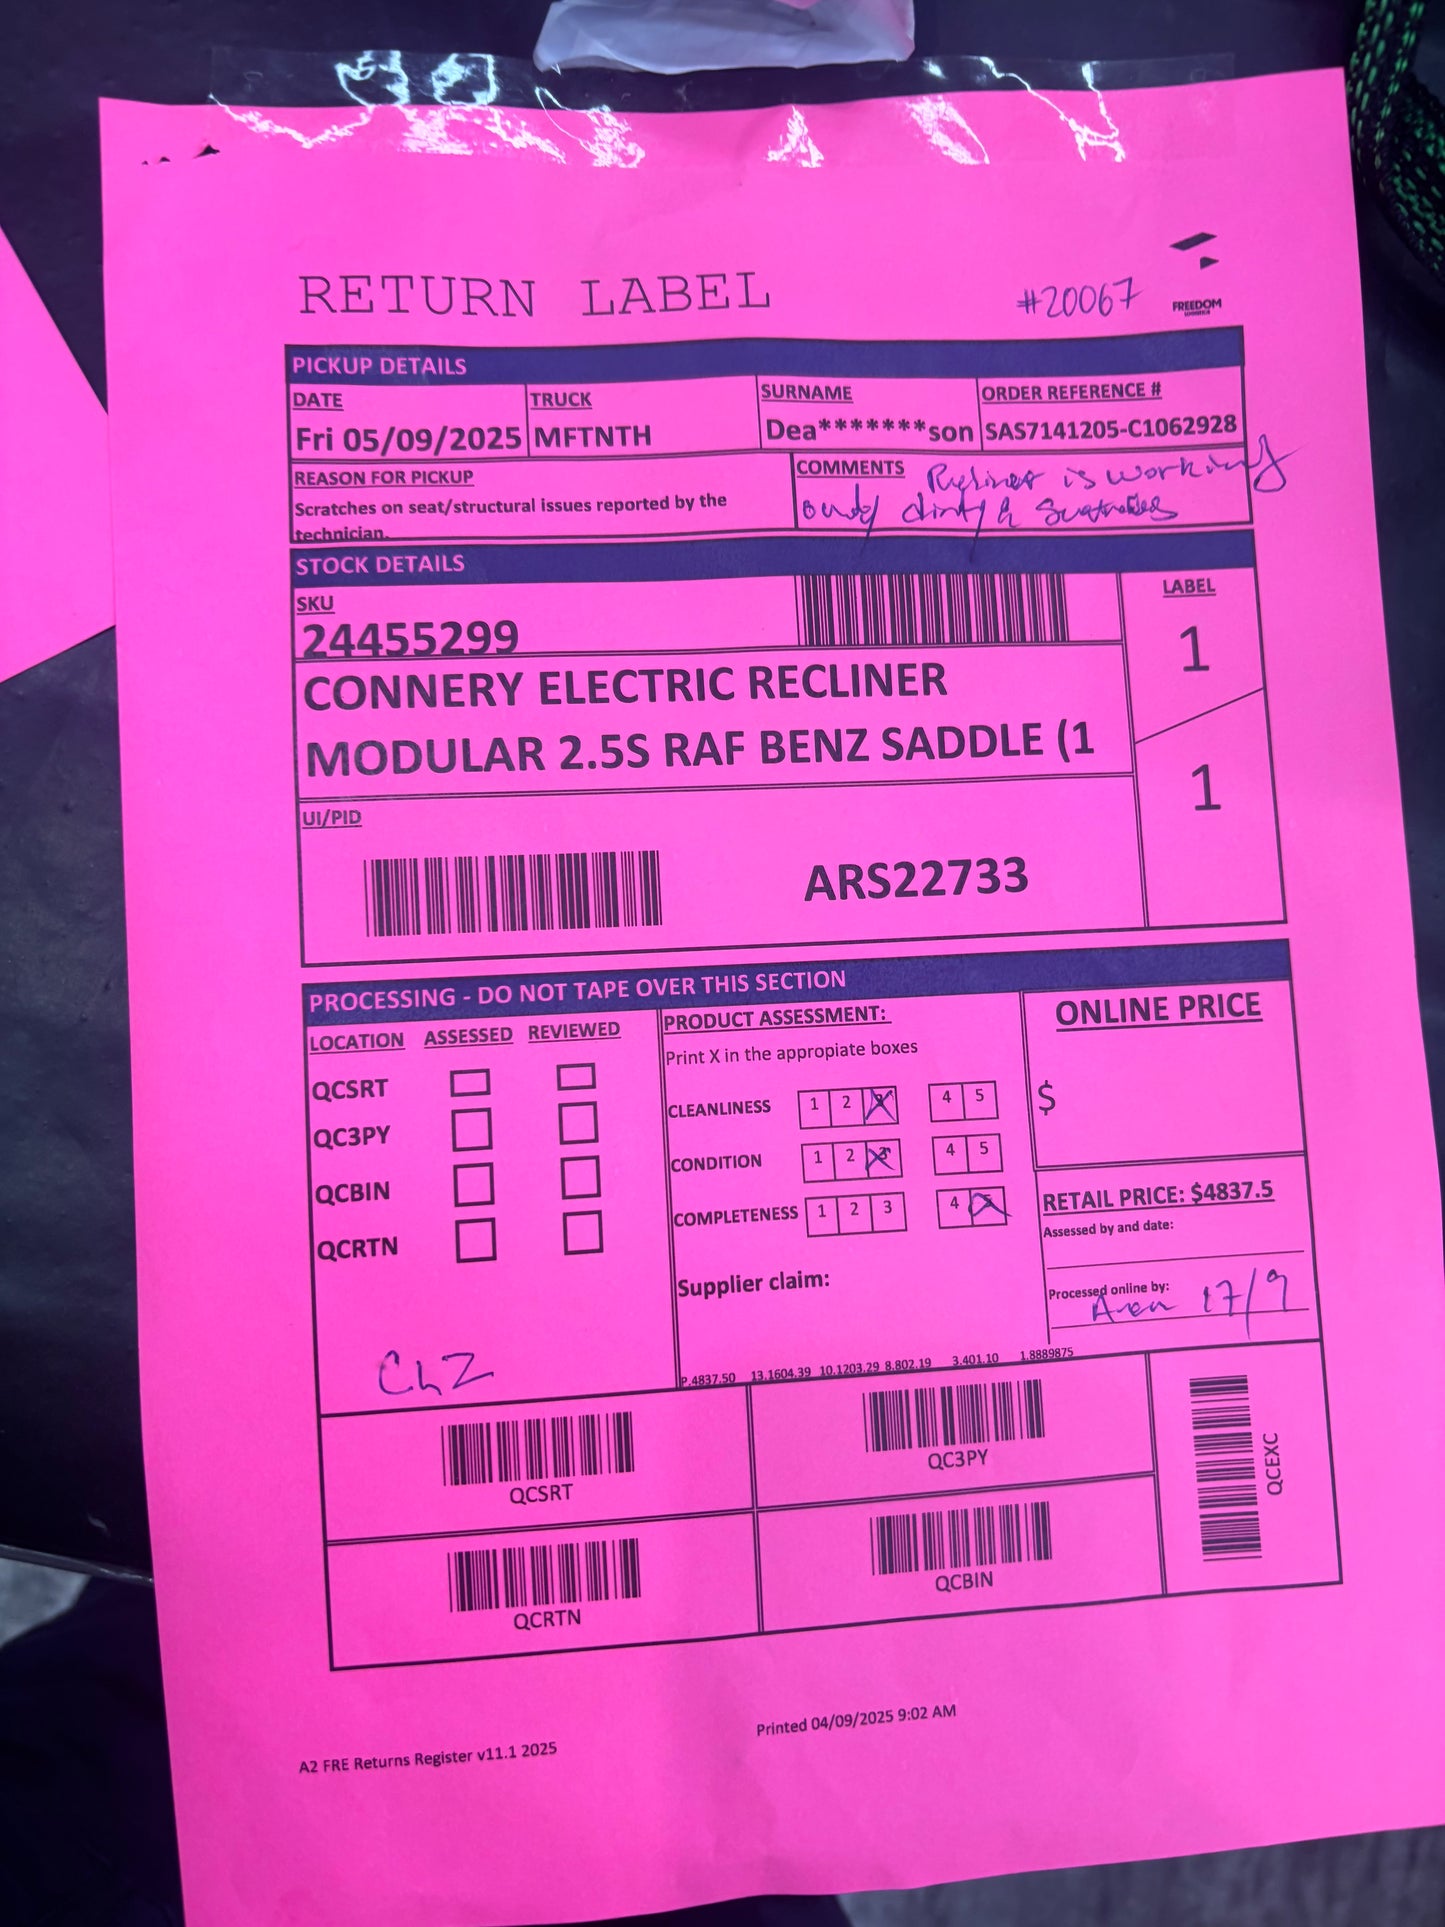 RETURN LABEL
#20067
FREEDOM
LOGISTICS
PICKUP DETAILS
DATE TRUCK SURNAME ORDER REFERENCE #
Fri 05/09/2025 MFTNTH Dea*******son SAS7141205-C1062928
REASON FOR PICKUP
Scratches on seat/structural issues reported by the
technician.
COMMENTS Recliner is working
only dirty & Scratches
STOCK DETAILS
SKU
24455299
LABEL
1
1
CONNERY ELECTRIC RECLINER
MODULAR 2.5S RAF BENZ SADDLE (1
UI/PID
ARS22733
PROCESSING - DO NOT TAPE OVER THIS SECTION
LOCATION ASSESSED REVIEWED
QCSRT
QC3PY
QCBIN
QCRTN
PRODUCT ASSESSMENT:
Print X in the appropiate boxes
CLEANLINESS 1 2 3 4 5
CONDITION 1 2 3 4 5
COMPLETENESS 1 2 3 4 5
Supplier claim:
P.4837.50 13.1604.39 10.1203.29 8.802.19 3.401.10 1.8889875
ONLINE PRICE
$
RETAIL PRICE: $4837.5
Assessed by and date:
Processed online by:
17/9
QCSRT
QC3PY
QCRTN
QCBIN
QCEXC
Printed 04/09/2025 9:02 AM
A2 FRE Returns Register v11.1 2025